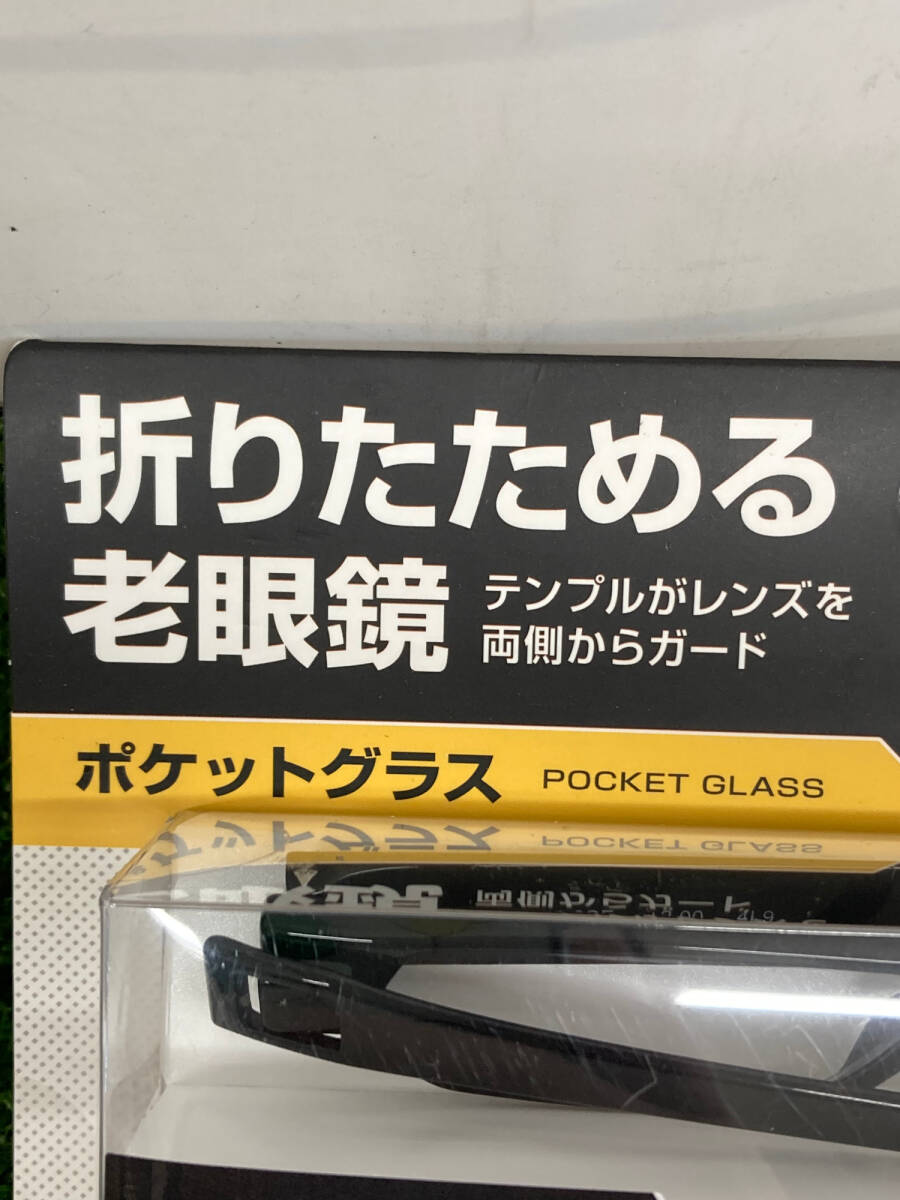 折りたためる
老眼鏡
テンプルがレンズを
両側からガード
ポケットグラス POCKET GLASS